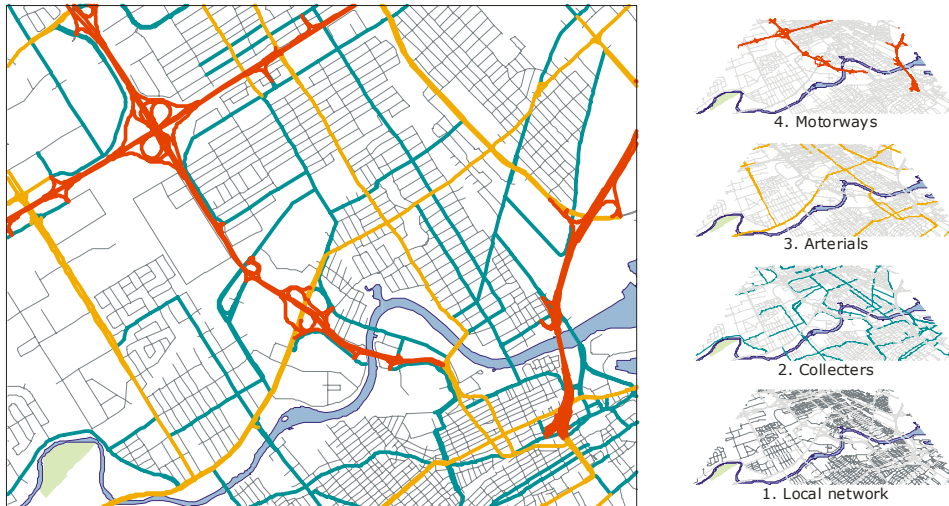 4. Motorways
3. Arterials
2. Collecters
1. Local network